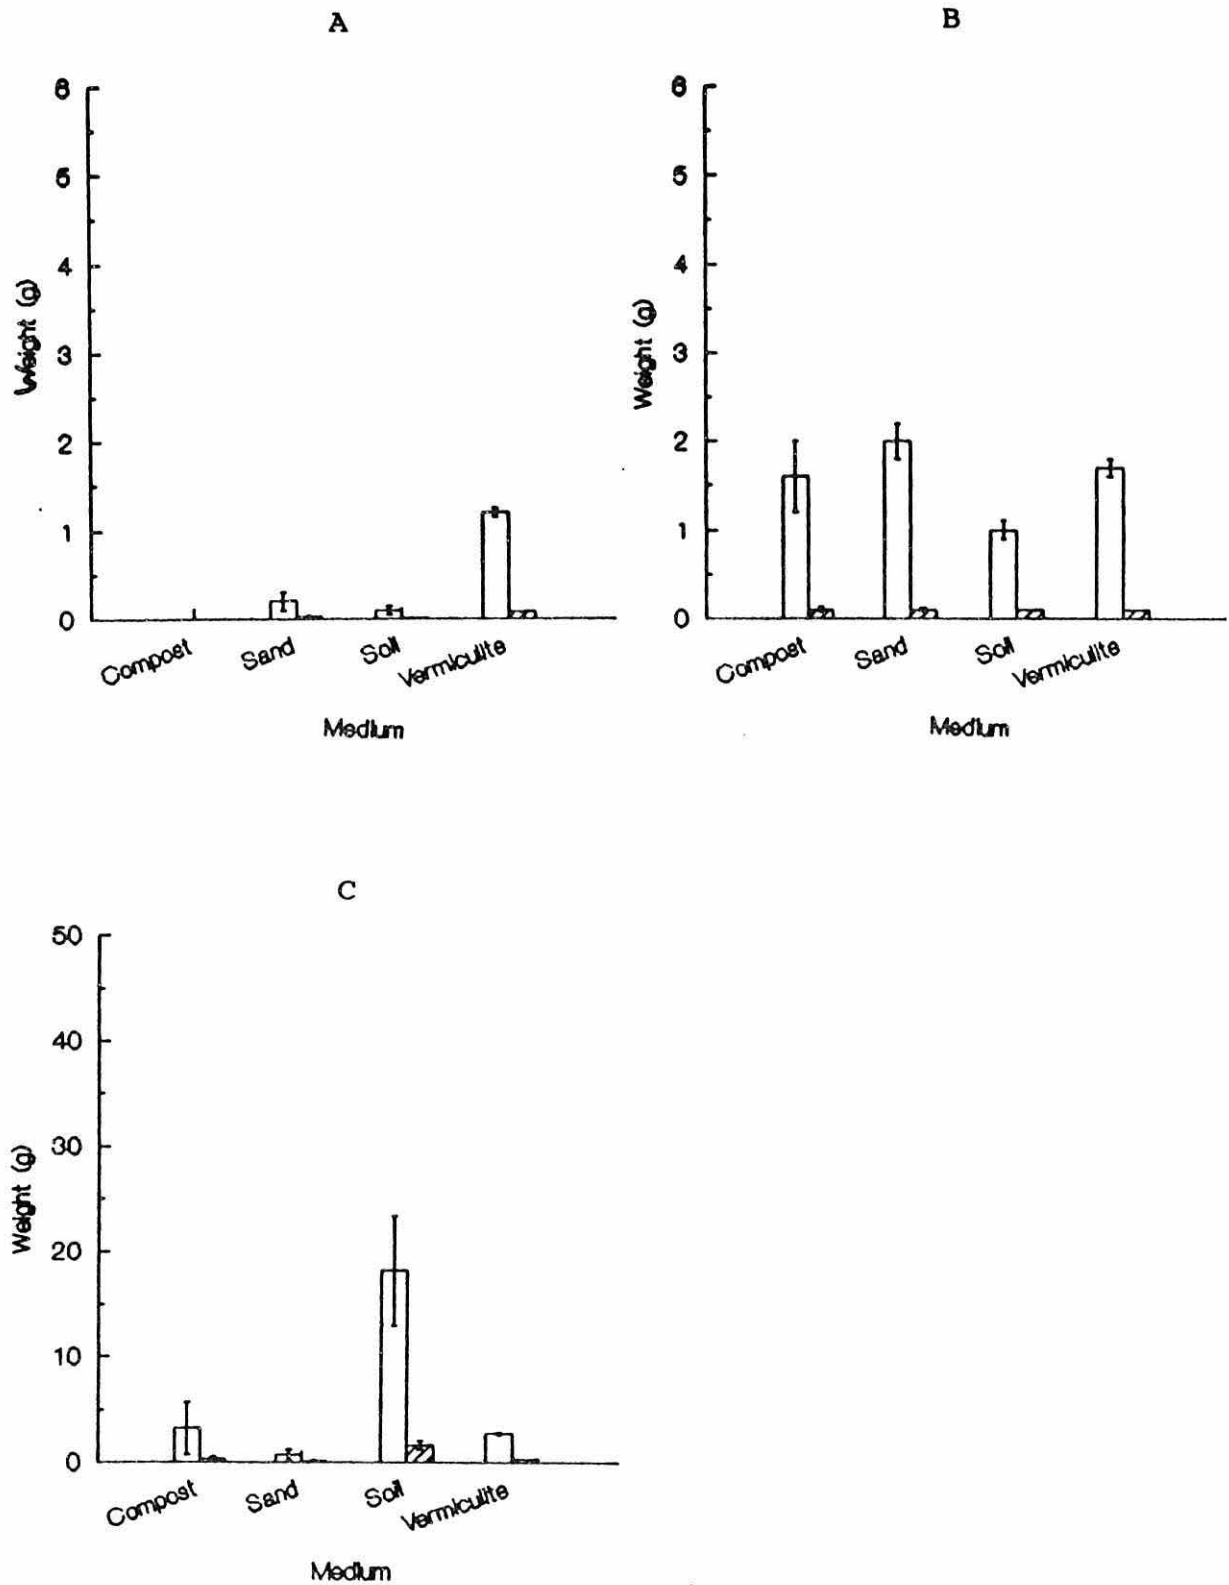 A
6
5
4
3
2
1
0
Weight (g)
Compost
Sand
Soil
Vermiculite
Medium
B
6
5
4
3
2
1
0
Weight (g)
Compost
Sand
Soil
Vermiculite
Medium
C
50
40
30
20
10
0
Weight (g)
Compost
Sand
Soil
Vermiculite
Medium